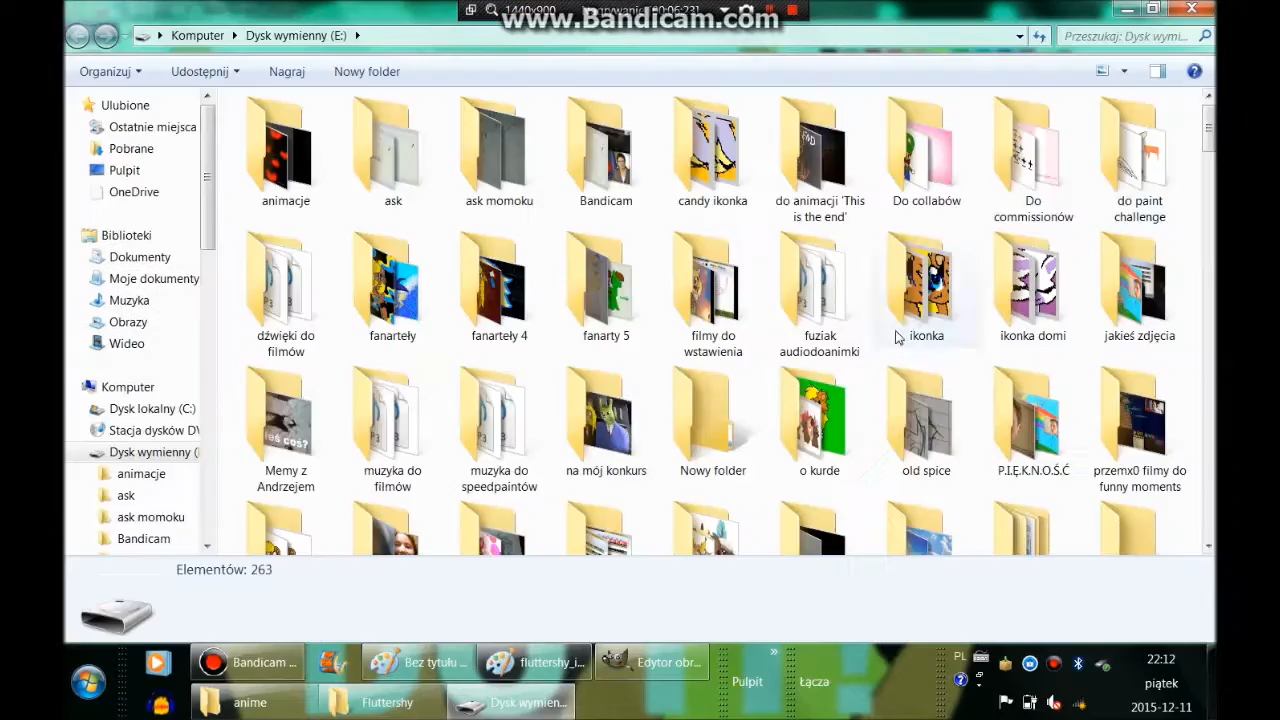 1440x900
www.Bandicam.com
Komputer
Dysk wymienny (E:)
Przeszukaj: Dysk wymi...
Organizuj
Udostępnij
Nagraj
Nowy folder
Ulubione
Ostatnie miejsca
Pobrane
Pulpit
OneDrive
Biblioteki
Dokumenty
Moje dokumenty
Muzyka
Obrazy
Wideo
Komputer
Dysk lokalny (C:)
Stacja dysków DV
Dysk wymienny (
animacje
ask
ask momoku
Bandicam
animacje
ask
ask momoku
Bandicam
candy ikonka
do animacji 'This
is the end'
Do collabów
Do
commissionów
do paint
challenge
dźwięki do
filmów
fanarteły
fanarteły 4
fanarty 5
filmy do
wstawienia
fuziak
audiodoanimki
ikonka
ikonka domi
jakieś zdjęcia
Memy z
Andrzejem
muzyka do
filmów
muzyka do
speedpaintów
na mój konkurs
Nowy folder
o kurde
old spice
P.I.Ę.K.N.O.Ś.Ć
przemx0 filmy do
funny moments
Elementów: 263
Bandicam ...
Bez tytułu ...
fluttershy_i...
Edytor obr...
anime
Fluttershy
Dysk wymien...
Pulpit
Łącza
PL
22:12
piątek
2015-12-11